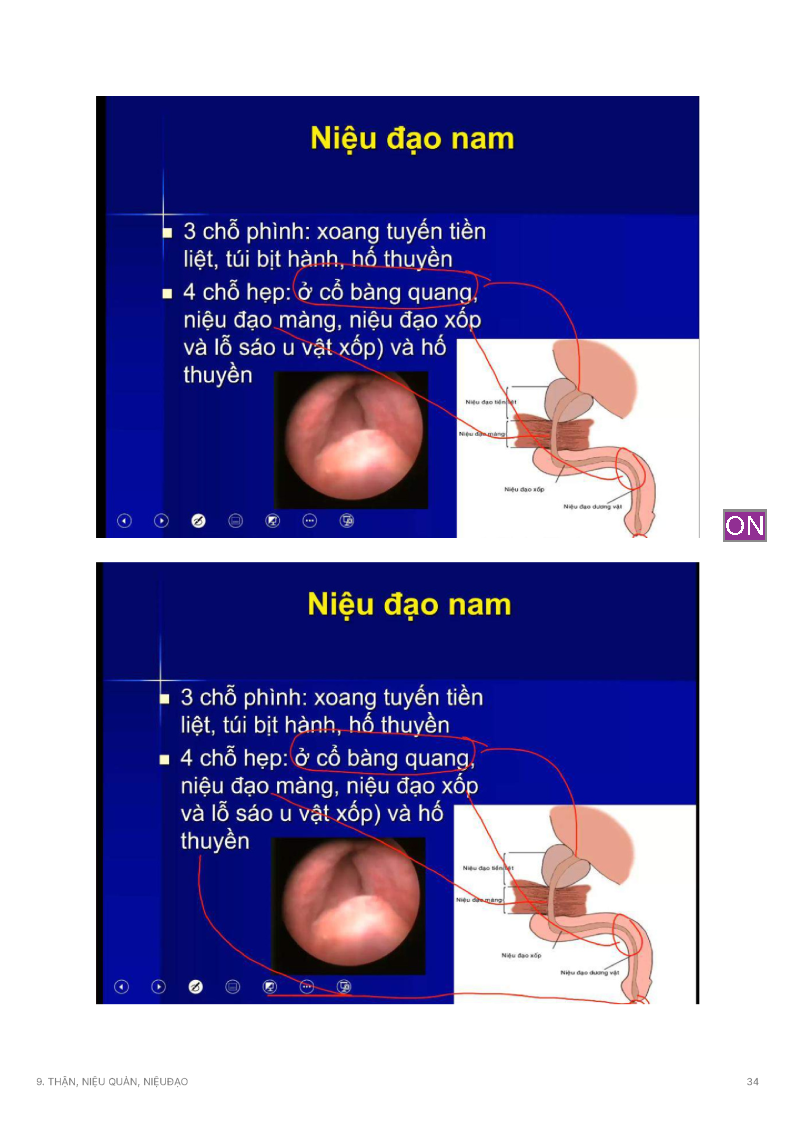 Niệu đạo nam
3 chỗ phình: xoang tuyến tiền
liệt, túi bịt hành, hố thuyền
4 chỗ hẹp: ở cổ bàng quang,
niệu đạo màng, niệu đạo xốp
và lỗ sáo u vật xốp) và hố
thuyền
Niệu đạo tiền liệt
Niệu đạo màng
Niệu đạo xốp
Niệu đạo dương vật
ON
Niệu đạo nam
3 chỗ phình: xoang tuyến tiền
liệt, túi bịt hành, hố thuyền
4 chỗ hẹp: ở cổ bàng quang,
niệu đạo màng, niệu đạo xốp
và lỗ sáo u vật xốp) và hố
thuyền
Niệu đạo tiền liệt
Niệu đạo màng
Niệu đạo xốp
Niệu đạo dương vật
9. THẬN, NIỆU QUẢN, NIỆUĐẠO
34